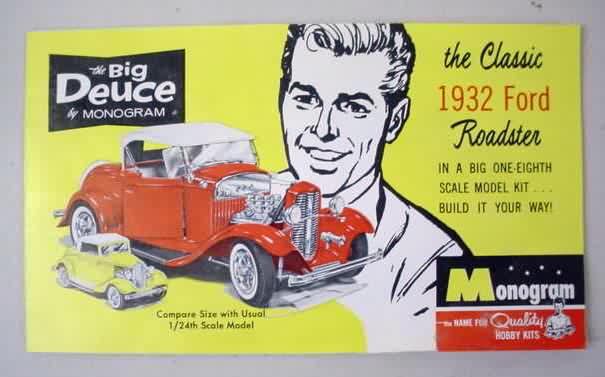 the Big
Deuce
by MONOGRAM
the Classic
1932 Ford
Roadster
IN A BIG ONE-EIGHTH
SCALE MODEL KIT . . .
BUILD IT YOUR WAY!
Compare Size with Usual
1/24th Scale Model
Monogram
the NAME FOR Quality
HOBBY KITS